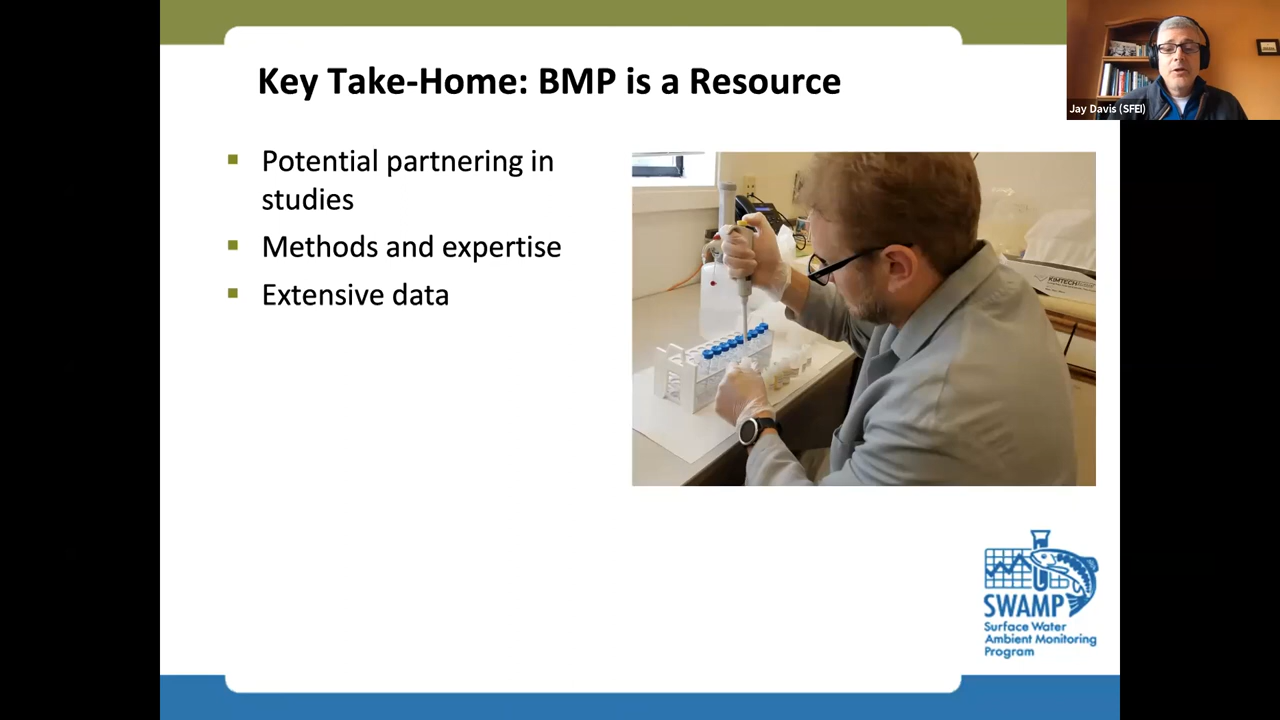 Key Take-Home: BMP is a Resource
Jay Davis (SFEI)
Potential partnering in
studies
Methods and expertise
Extensive data
KIMTECH
SWAMP
Surface Water
Ambient Monitoring
Program